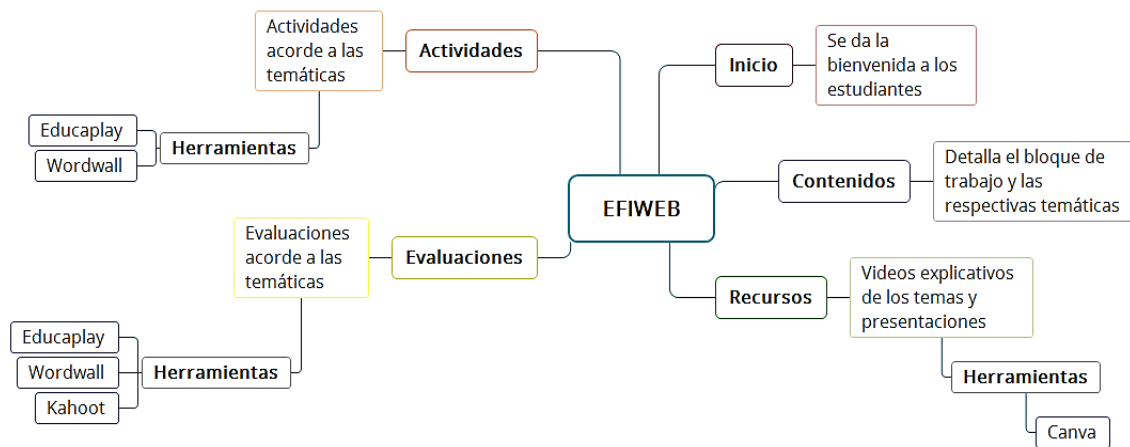 EFIWEB
Inicio
Se da la
bienvenida a los
estudiantes
Contenidos
Detalla el bloque de
trabajo y las
respectivas temáticas
Recursos
Videos explicativos
de los temas y
presentaciones
Herramientas
Canva
Actividades
Actividades
acorde a las
temáticas
Herramientas
Educaplay
Wordwall
Evaluaciones
Evaluaciones
acorde a las
temáticas
Herramientas
Educaplay
Wordwall
Kahoot